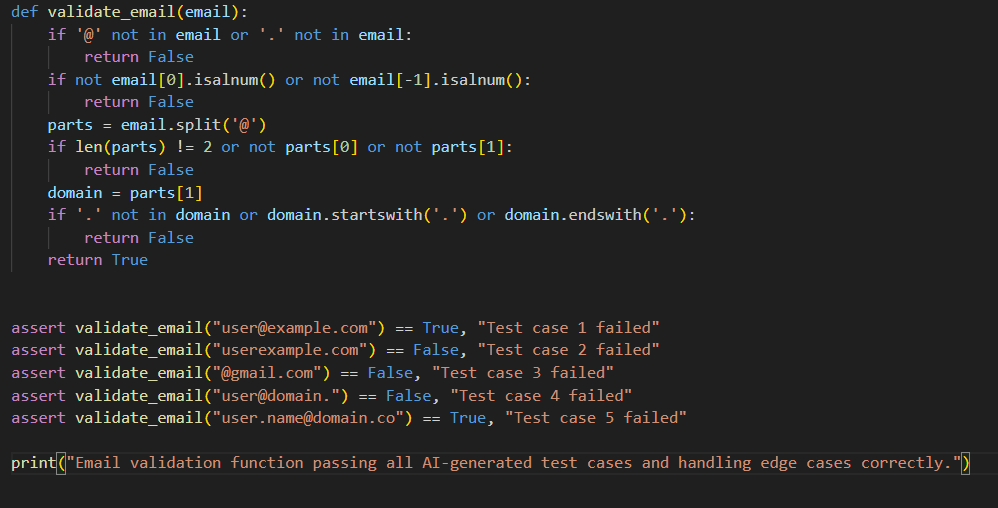 def validate_email(email):
    if '@' not in email or '.' not in email:
        return False
    if not email[0].isalnum() or not email[-1].isalnum():
        return False
    parts = email.split('@')
    if len(parts) != 2 or not parts[0] or not parts[1]:
        return False
    domain = parts[1]
    if '.' not in domain or domain.startswith('.') or domain.endswith('.'):
        return False
    return True
assert validate_email("user@example.com") == True, "Test case 1 failed"
assert validate_email("userexample.com") == False, "Test case 2 failed"
assert validate_email("@gmail.com") == False, "Test case 3 failed"
assert validate_email("user@domain.") == False, "Test case 4 failed"
assert validate_email("user.name@domain.co") == True, "Test case 5 failed"
print("Email validation function passing all AI-generated test cases and handling edge cases correctly.")